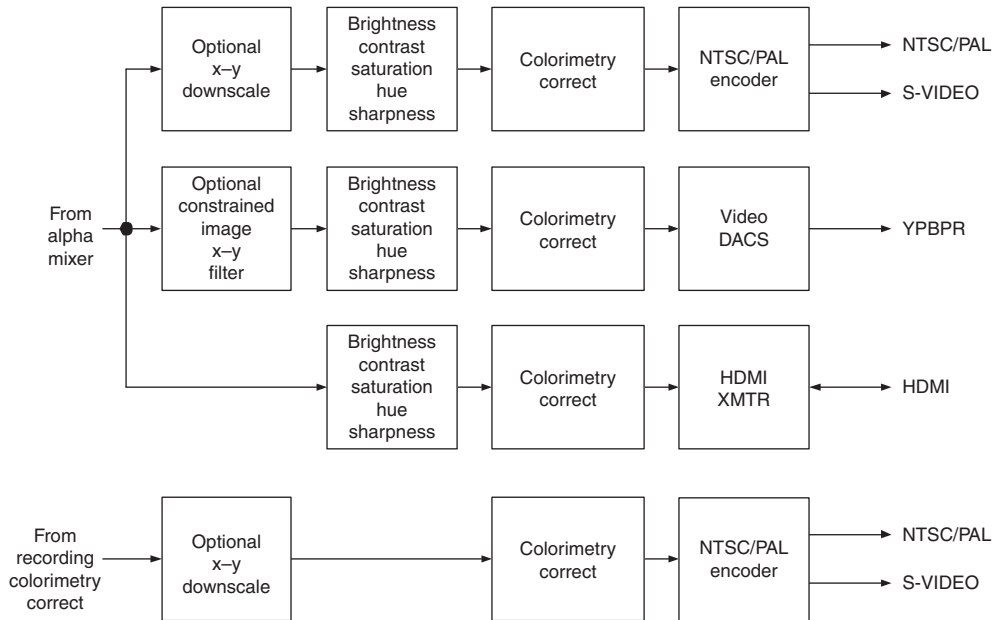 Optional
x–y
downscale
Brightness
contrast
saturation
hue
sharpness
Colorimetry
correct
NTSC/PAL
encoder
NTSC/PAL
S-VIDEO
From
alpha
mixer
Optional
constrained
image
x–y
filter
Brightness
contrast
saturation
hue
sharpness
Colorimetry
correct
Video
DACS
YPBPR
Brightness
contrast
saturation
hue
sharpness
Colorimetry
correct
HDMI
XMTR
HDMI
From
recording
colorimetry
correct
Optional
x–y
downscale
Colorimetry
correct
NTSC/PAL
encoder
NTSC/PAL
S-VIDEO